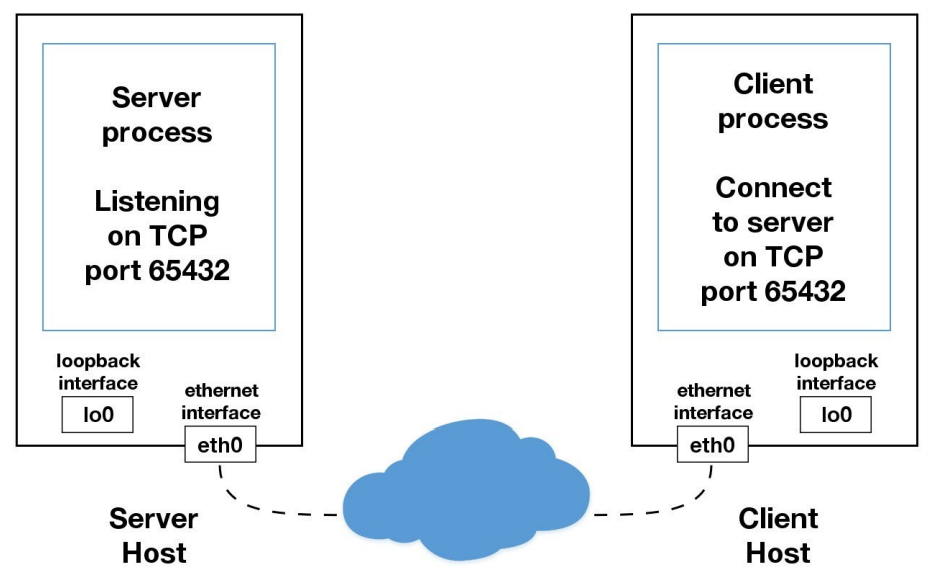 Server
process
Listening
on TCP
port 65432
loopback
interface
lo0
ethernet
interface
eth0
Server
Host
Client
process
Connect
to server
on TCP
port 65432
ethernet
interface
eth0
loopback
interface
lo0
Client
Host